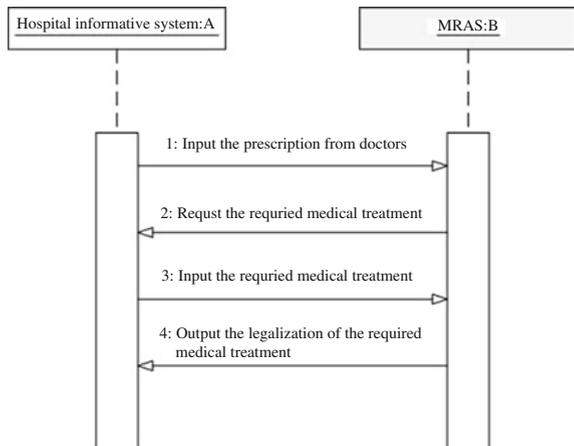 Hospital informative system:A
MRAS:B
1: Input the prescription from doctors
2: Requst the requried medical treatment
3: Input the requried medical treatment
4: Output the legalization of the required
medical treatment